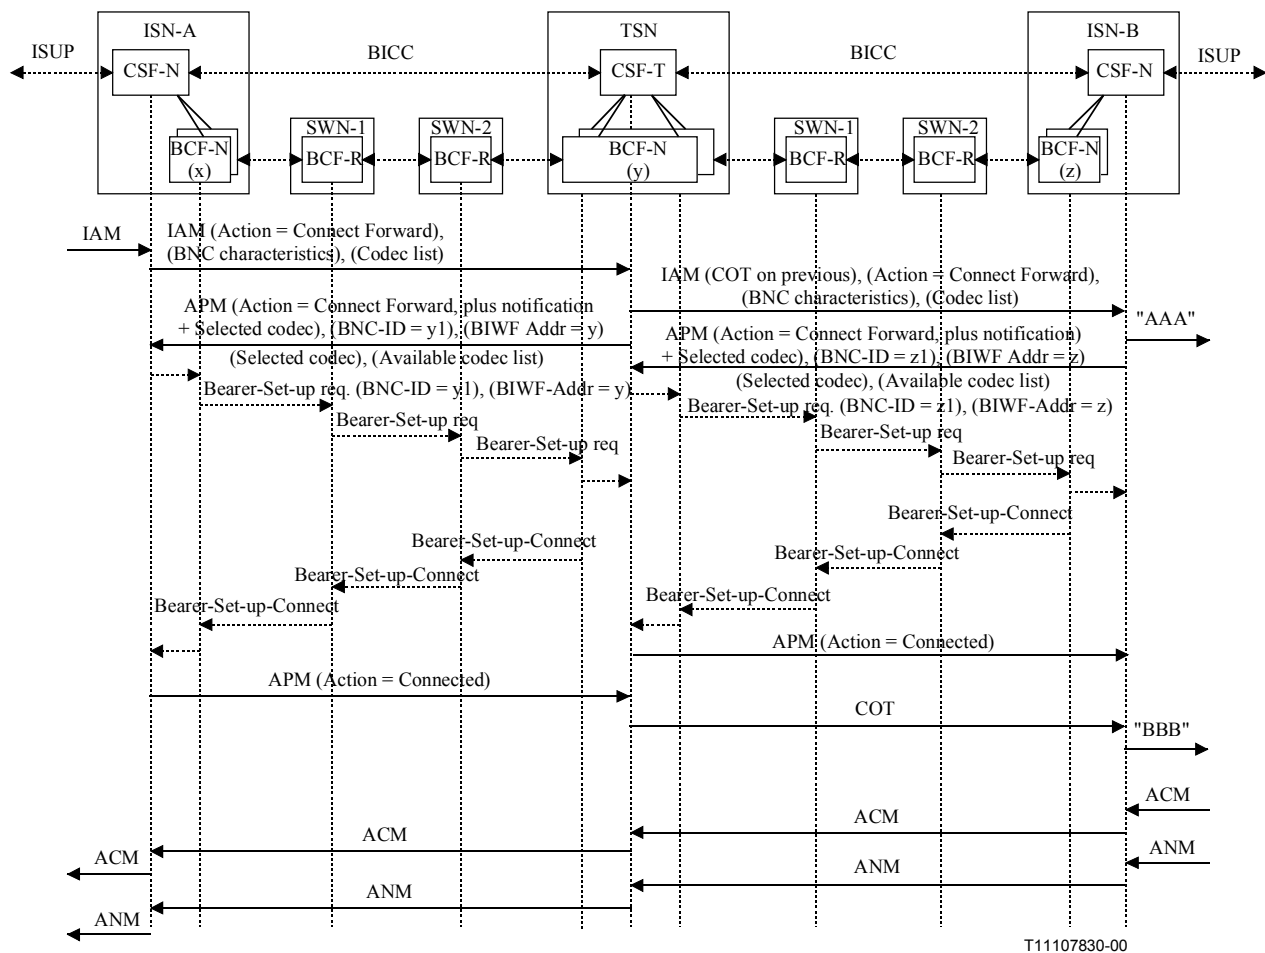 ISN-A
TSN
ISN-B
ISUP
BICC
BICC
ISUP
CSF-N
CSF-T
CSF-N
SWN-1
SWN-2
SWN-1
SWN-2
BCF-N
(x)
BCF-R
BCF-R
BCF-N
(y)
BCF-R
BCF-R
BCF-N
(z)
IAM
IAM (Action = Connect Forward),
(BNC characteristics), (Codec list)
IAM (COT on previous), (Action = Connect Forward),
(BNC characteristics), (Codec list)
APM (Action = Connect Forward, plus notification
+ Selected codec), (BNC-ID = y1), (BIWF Addr = y)
(Selected codec), (Available codec list)
"AAA"
APM (Action = Connect Forward, plus notification)
+ Selected codec), (BNC-ID = z1), (BIWF Addr = z)
(Selected codec), (Available codec list)
Bearer-Set-up req. (BNC-ID = y1), (BIWF-Addr = y)
Bearer-Set-up req. (BNC-ID = z1), (BIWF-Addr = z)
Bearer-Set-up req
Bearer-Set-up req
Bearer-Set-up req
Bearer-Set-up req
Bearer-Set-up-Connect
Bearer-Set-up-Connect
Bearer-Set-up-Connect
Bearer-Set-up-Connect
Bearer-Set-up-Connect
Bearer-Set-up-Connect
APM (Action = Connected)
APM (Action = Connected)
COT
"BBB"
ACM
ACM
ACM
ACM
ANM
ANM
ANM
ANM
T11107830-00